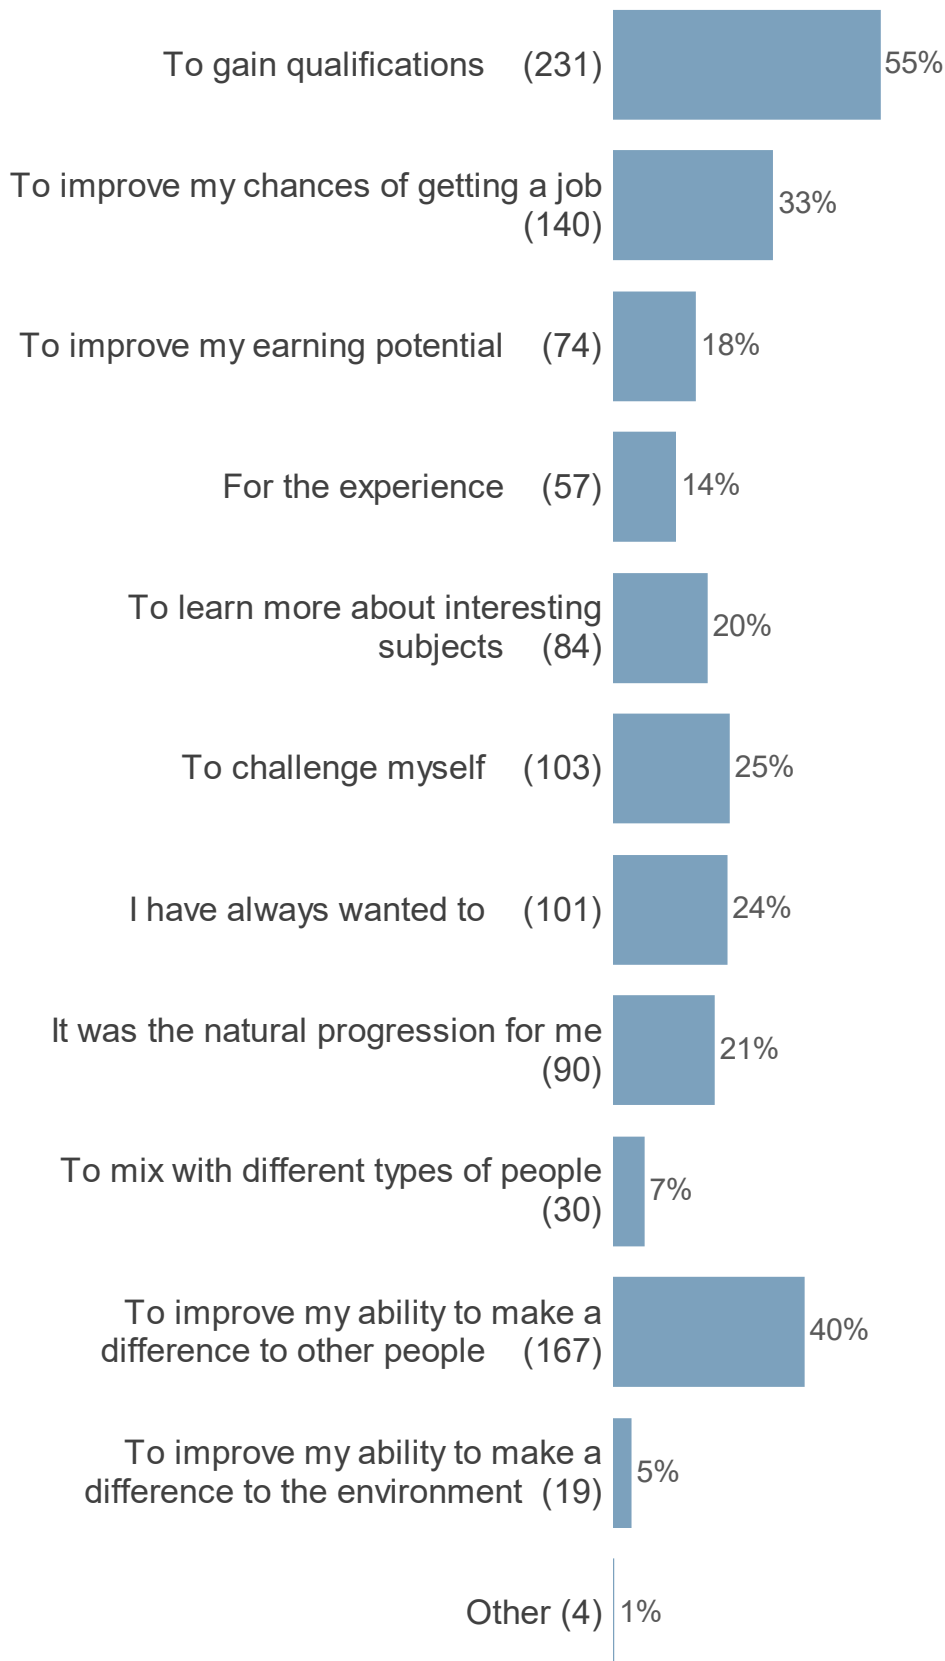 To gain qualifications (231) 55%
To improve my chances of getting a job
(140) 33%
To improve my earning potential (74) 18%
For the experience (57) 14%
To learn more about interesting
subjects (84) 20%
To challenge myself (103) 25%
I have always wanted to (101) 24%
It was the natural progression for me
(90) 21%
To mix with different types of people
(30) 7%
To improve my ability to make a
difference to other people (167) 40%
To improve my ability to make a
difference to the environment (19) 5%
Other (4) 1%